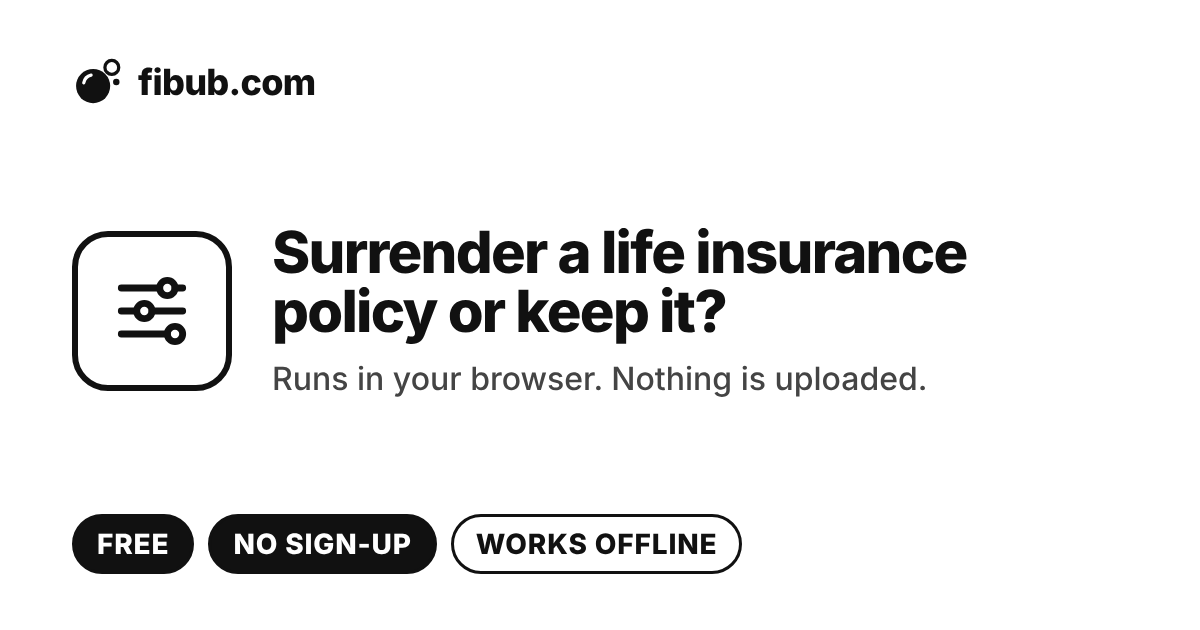 fibub.com
Surrender a life insurance
policy or keep it?
Runs in your browser. Nothing is uploaded.
FREE
NO SIGN-UP
WORKS OFFLINE